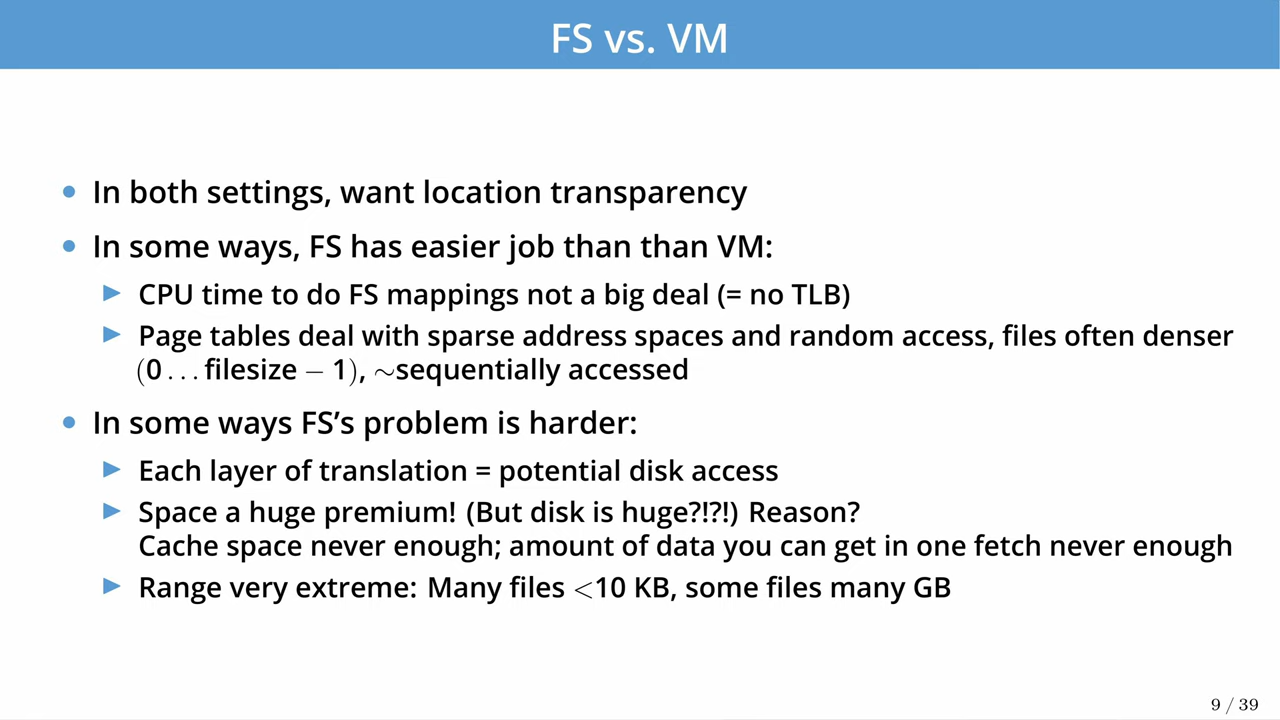 FS vs. VM
• In both settings, want location transparency
• In some ways, FS has easier job than than VM:
▶ CPU time to do FS mappings not a big deal (= no TLB)
▶ Page tables deal with sparse address spaces and random access, files often denser
(0 . . . filesize − 1), ∼sequentially accessed
• In some ways FS’s problem is harder:
▶ Each layer of translation = potential disk access
▶ Space a huge premium! (But disk is huge?!?!) Reason?
Cache space never enough; amount of data you can get in one fetch never enough
▶ Range very extreme: Many files <10 KB, some files many GB
9 / 39